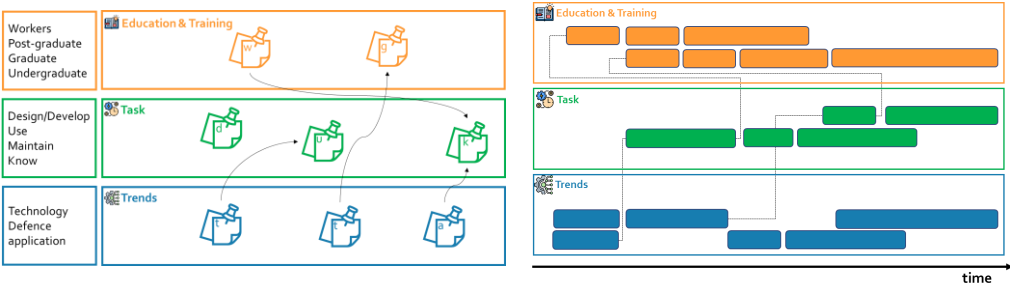 Workers
Post-graduate
Graduate
Undergraduate
Education & Training
w
g
Design/Develop
Use
Maintain
Know
Task
d
u
k
Technology
Defence
application
Trends
t
t
a
Education & Training
Task
Trends
time